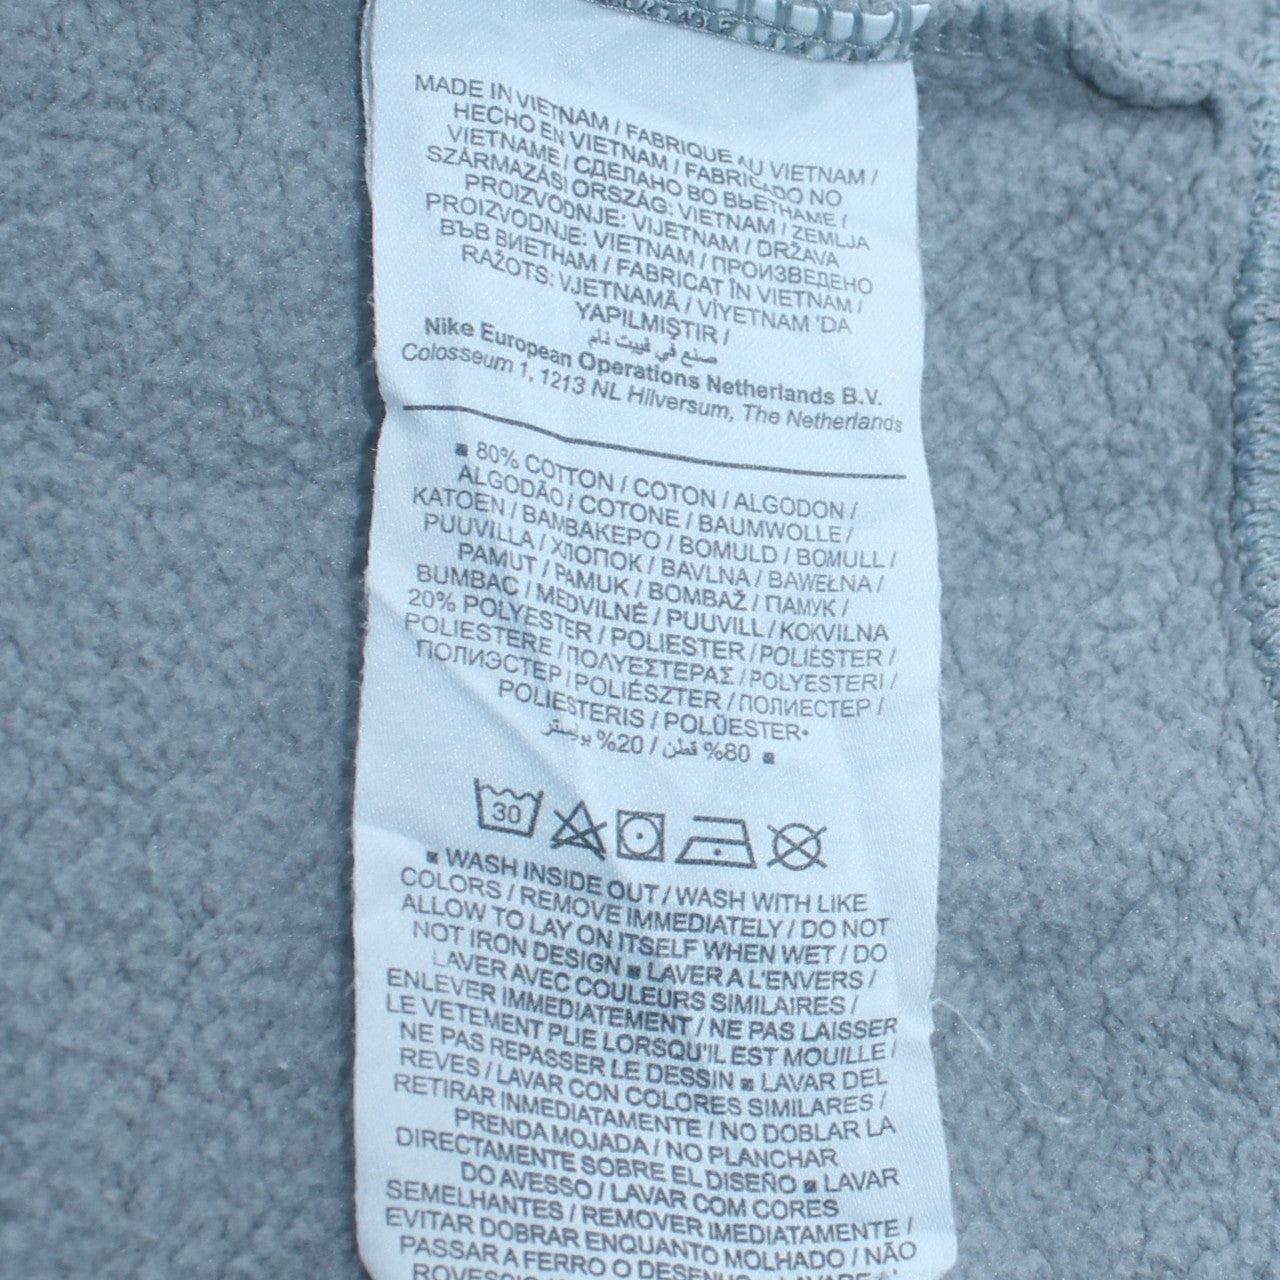 MADE IN VIETNAM / FABRIQUE AU VIETNAM /
HECHO EN VIETNAM / FABRICADO NO
VIETNAME / СДЕЛАНО ВО ВЬЕТНАМЕ /
SZÁRMAZÁSI ORSZÁG: VIETNAM / ZEMLJA
PROIZVODNJE: VIJETNAM / DRŽAVA
PROIZVODNJE: VIETNAM / ПРОИЗВЕДЕНО
ВЪВ ВИЕТНАМ / FABRICAT ÎN VIETNAM /
RAŽOTS: VJETNAMĀ / VİYETNAM 'DA
YAPILMIŞTIR /
صنع في فييت نام
Nike European Operations Netherlands B.V.
Colosseum 1, 1213 NL Hilversum, The Netherlands
▪ 80% COTTON / COTON / ALGODON /
ALGODÃO / COTONE / BAUMWOLLE /
KATOEN / ΒΑΜΒΑΚΕΡΟ / BOMULD / BOMULL /
PUUVILLA / ХЛОПОК / BAVLNA / BAWEŁNA /
PAMUT / PAMUK / BOMBAŽ / ПАМУК /
BUMBAC / MEDVILNĖ / PUUVILL / KOKVILNA
20% POLYESTER / POLIESTER / POLIÉSTER /
POLIESTERE / ΠΟΛΥΕΣΤΕΡΑΣ / POLYESTERI /
ПОЛИЭСТЕР / POLIÉSZTER / ПОЛИЕСТЕР /
POLIESTERIS / POLÜESTER•
▪ 80% قطن / 20% بوليستر
30
▪ WASH INSIDE OUT / WASH WITH LIKE
COLORS / REMOVE IMMEDIATELY / DO NOT
ALLOW TO LAY ON ITSELF WHEN WET / DO
NOT IRON DESIGN ▪ LAVER A L'ENVERS /
LAVER AVEC COULEURS SIMILAIRES /
ENLEVER IMMEDIATEMENT / NE PAS LAISSER
LE VETEMENT PLIE LORSQU'IL EST MOUILLE /
NE PAS REPASSER LE DESSIN ▪ LAVAR DEL
REVES / LAVAR CON COLORES SIMILARES /
RETIRAR INMEDIATAMENTE / NO DOBLAR LA
PRENDA MOJADA / NO PLANCHAR
DIRECTAMENTE SOBRE EL DISEÑO ▪ LAVAR
DO AVESSO / LAVAR COM CORES
SEMELHANTES / REMOVER IMEDIATAMENTE /
EVITAR DOBRAR ENQUANTO MOLHADO / NÃO
PASSAR A FERRO O DESENHO ▪ LAVARE
ROVESCIO